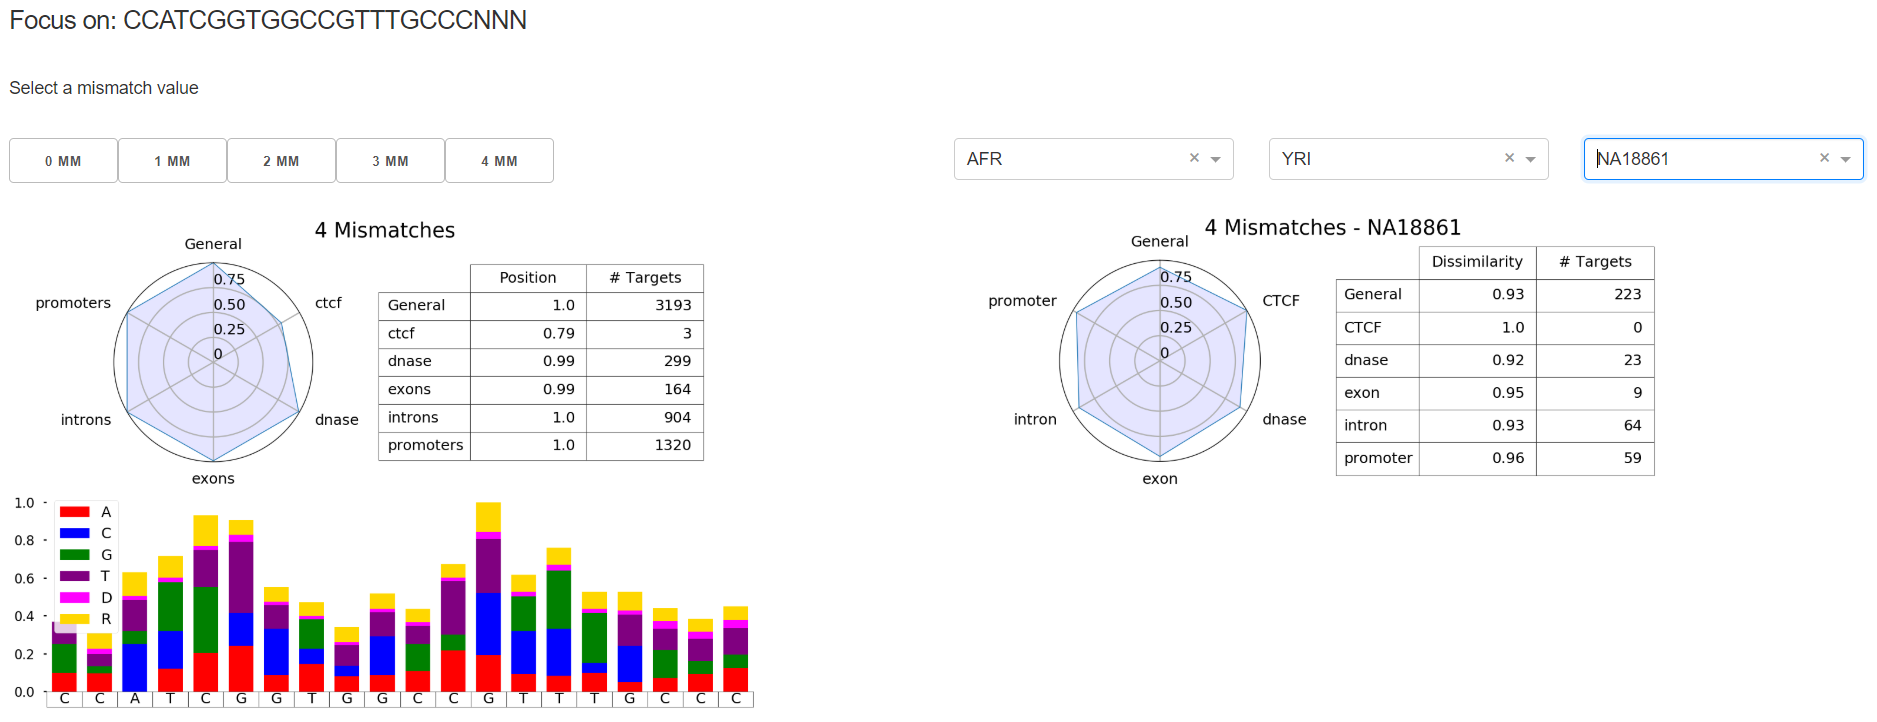 Focus on: CCATCGGTGGCCGTTTGCCCNNN
Select a mismatch value
0 MM 1 MM 2 MM 3 MM 4 MM
AFR × YRI × NA18861 ×
4 Mismatches
General
0.75
0.50
0.25
0
ctcf
dnase
exons
introns
promoters
Position # Targets
General 1.0 3193
ctcf 0.79 3
dnase 0.99 299
exons 0.99 164
introns 1.0 904
promoters 1.0 1320
4 Mismatches - NA18861
General
0.75
0.50
0.25
0
CTCF
dnase
exon
intron
promoter
Dissimilarity # Targets
General 0.93 223
CTCF 1.0 0
dnase 0.92 23
exon 0.95 9
intron 0.93 64
promoter 0.96 59
1.0
0.8
0.6
0.4
0.2
0.0
A
C
G
T
D
R
C C A T C G G T G G C C G T T T G C C C